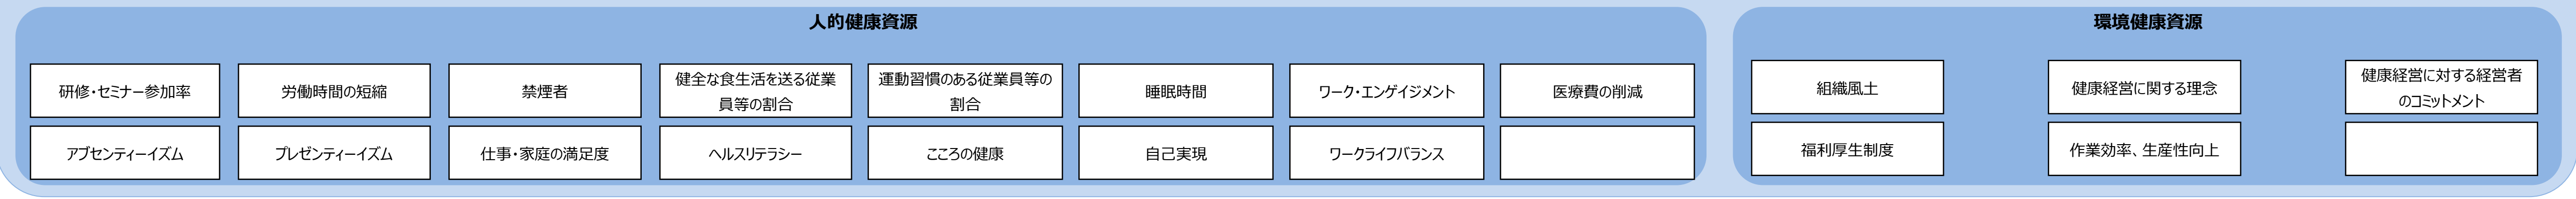 人的健康資源
研修・セミナー参加率
労働時間の短縮
禁煙者
健全な食生活を送る従業
員等の割合
運動習慣のある従業員等の
割合
睡眠時間
ワーク・エンゲイジメント
医療費の削減
アブセンティーイズム
プレゼンティーイズム
仕事・家庭の満足度
ヘルスリテラシー
こころの健康
自己実現
ワークライフバランス
環境健康資源
組織風土
健康経営に関する理念
健康経営に対する経営者
のコミットメント
福利厚生制度
作業効率、生産性向上